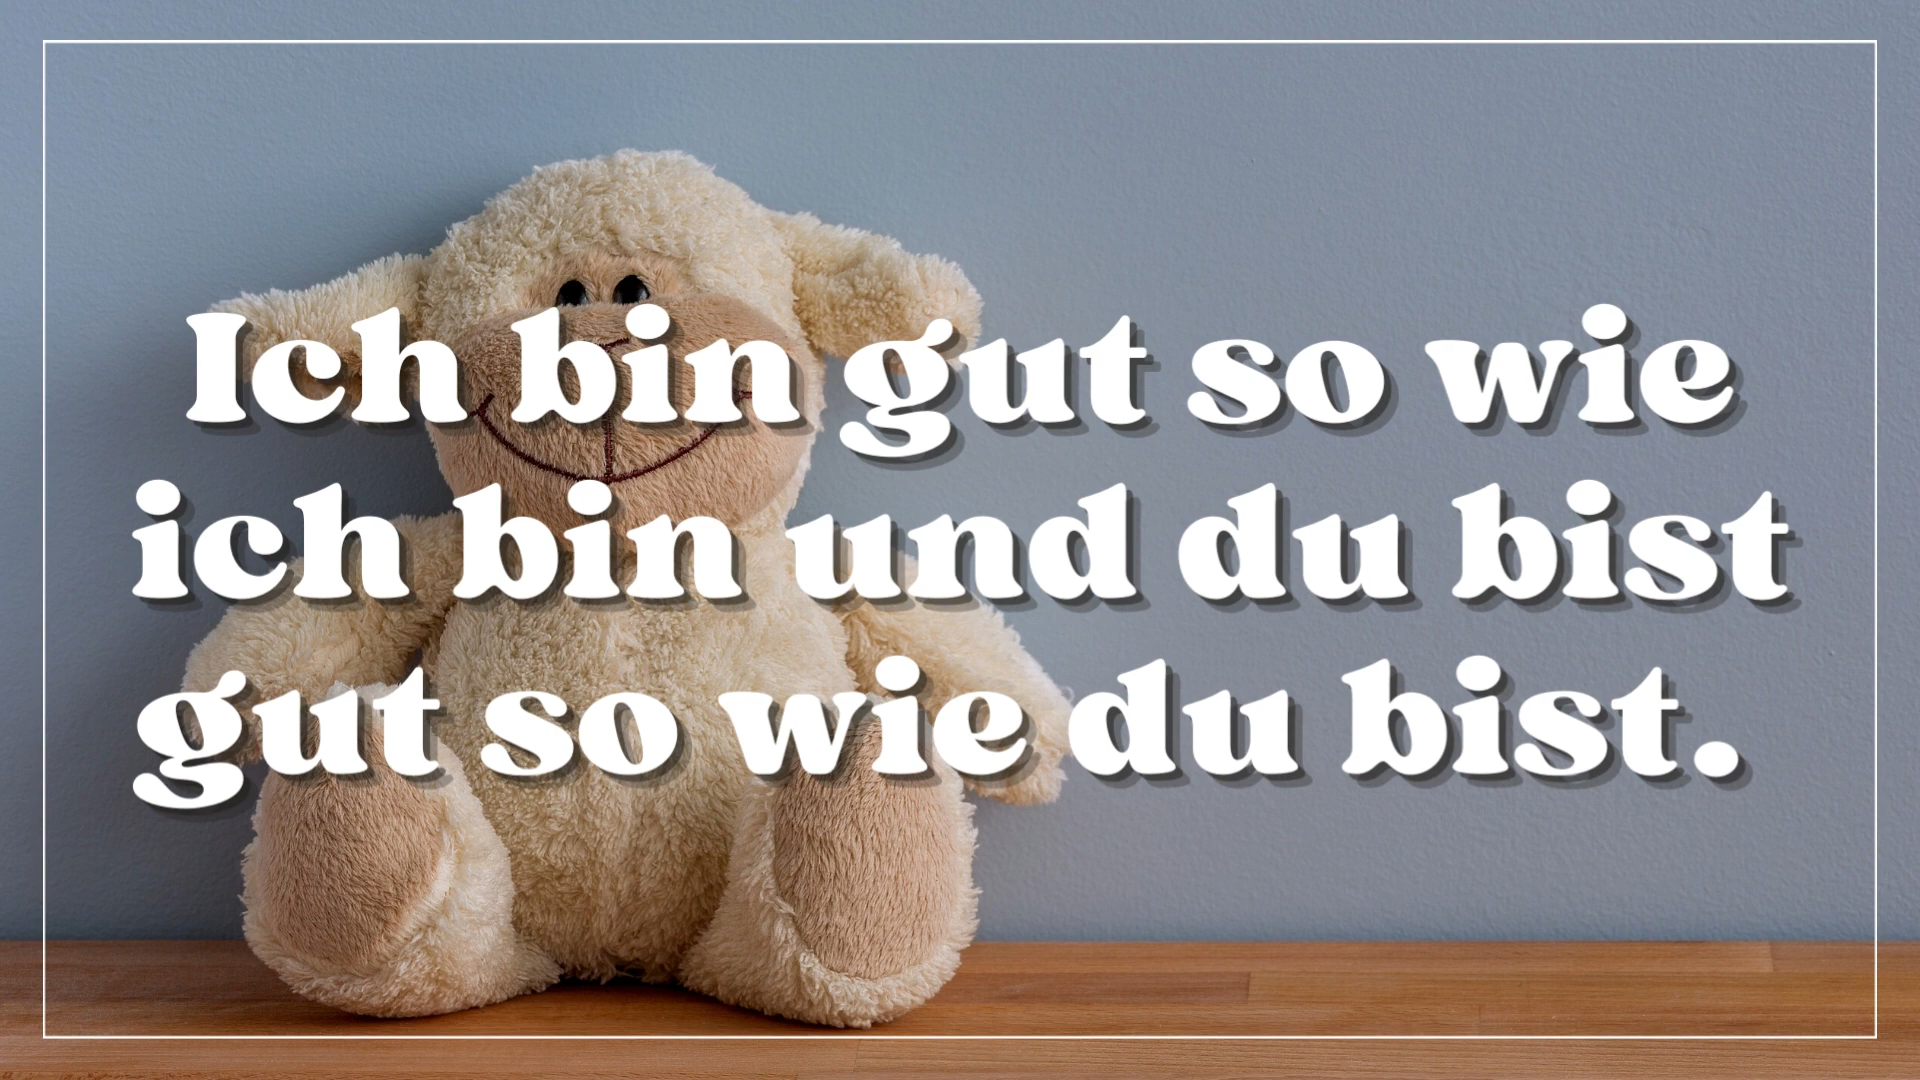 Ich bin gut so wie
ich bin und du bist
gut so wie du bist.